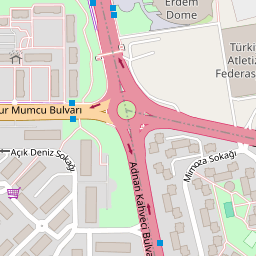 Erdem
Dome
Türki
Atletiz
Federas
ur Mumcu Bulvarı
Açık Deniz Sokağı
Mimoza Sokağı
Adnan Kahveci Bulva